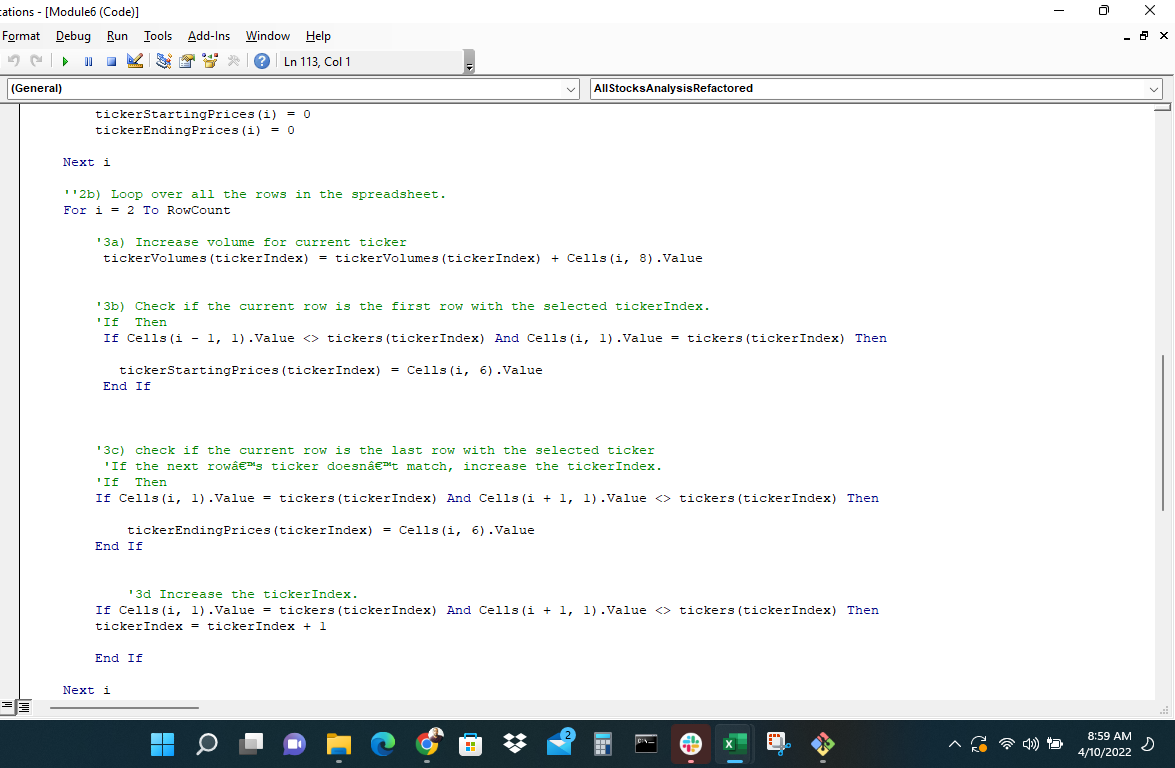 cations - [Module6 (Code)]
Format Debug Run Tools Add-Ins Window Help
Ln 113, Col 1
(General) AllStocksAnalysisRefactored
tickerStartingPrices(i) = 0
tickerEndingPrices(i) = 0
Next i
''2b) Loop over all the rows in the spreadsheet.
For i = 2 To RowCount
'3a) Increase volume for current ticker
tickerVolumes(tickerIndex) = tickerVolumes(tickerIndex) + Cells(i, 8).Value
'3b) Check if the current row is the first row with the selected tickerIndex.
'If  Then
If Cells(i - 1, 1).Value <> tickers(tickerIndex) And Cells(i, 1).Value = tickers(tickerIndex) Then
tickerStartingPrices(tickerIndex) = Cells(i, 6).Value
End If
'3c) check if the current row is the last row with the selected ticker
'If the next rowâ€™s ticker doesnâ€™t match, increase the tickerIndex.
'If  Then
If Cells(i, 1).Value = tickers(tickerIndex) And Cells(i + 1, 1).Value <> tickers(tickerIndex) Then
tickerEndingPrices(tickerIndex) = Cells(i, 6).Value
End If
'3d Increase the tickerIndex.
If Cells(i, 1).Value = tickers(tickerIndex) And Cells(i + 1, 1).Value <> tickers(tickerIndex) Then
tickerIndex = tickerIndex + 1
End If
Next i
2
8:59 AM
4/10/2022